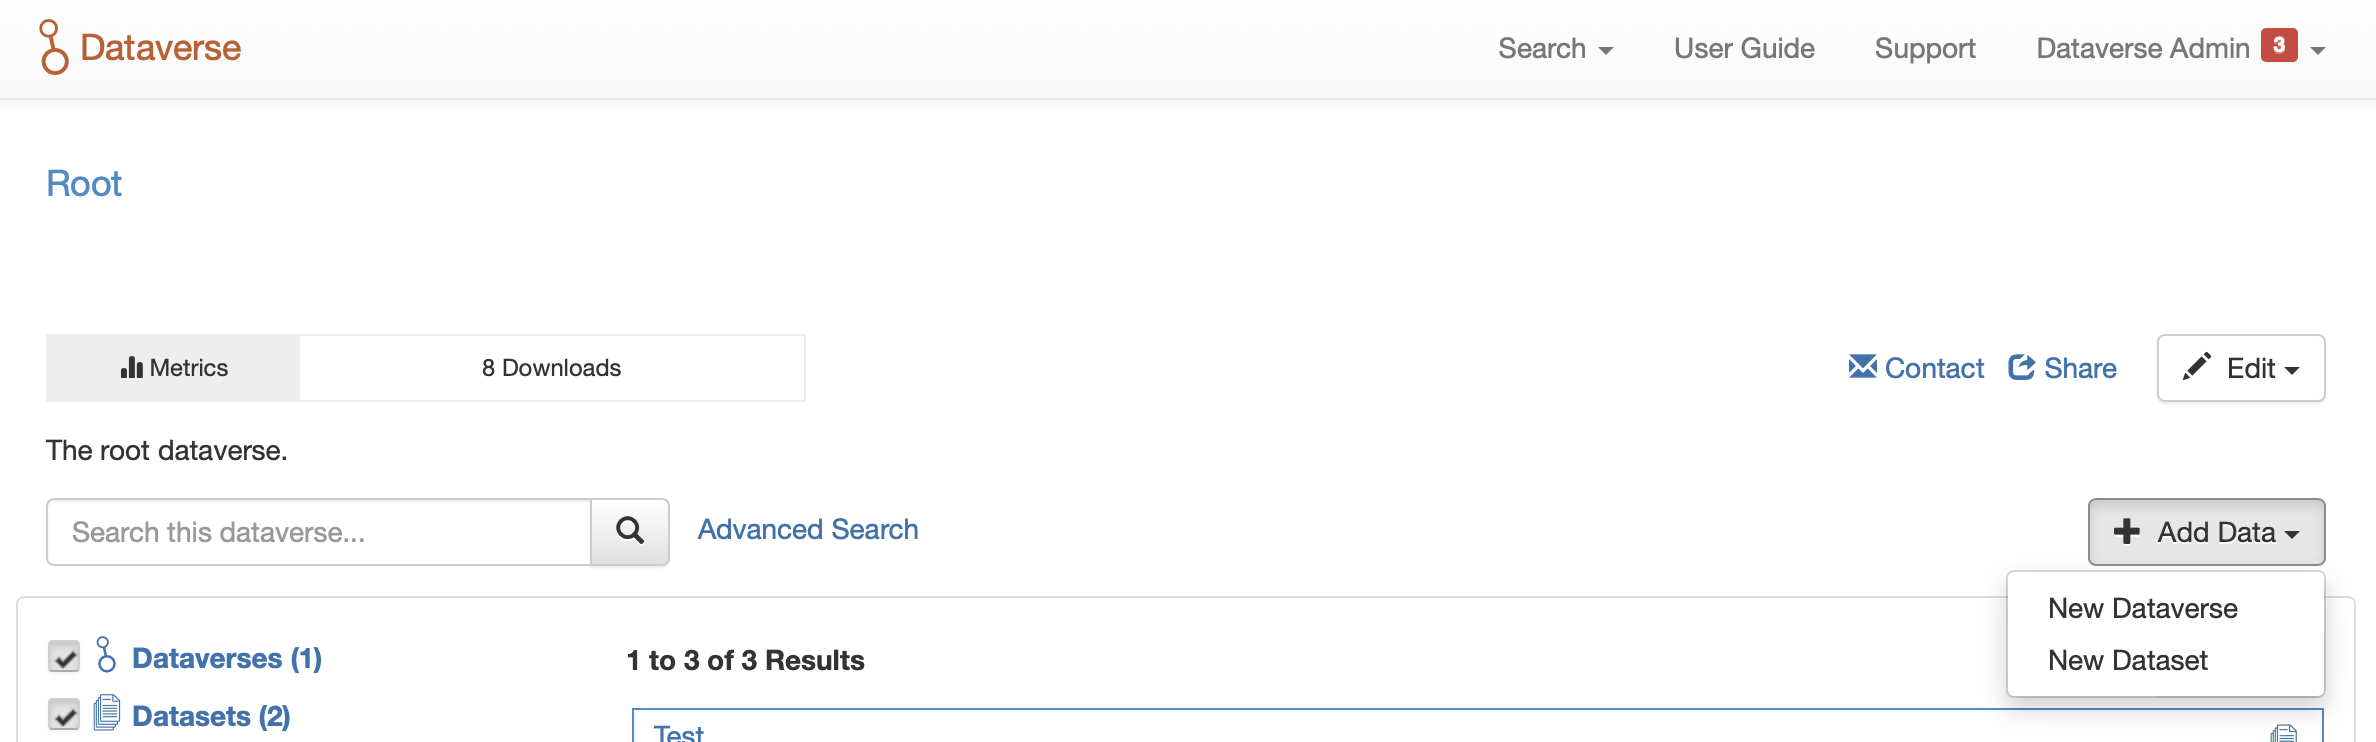 Dataverse
Search
User Guide
Support
Dataverse Admin 3
Root
Metrics
8 Downloads
Contact
Share
Edit
The root dataverse.
Search this dataverse...
Advanced Search
Add Data
New Dataverse
New Dataset
Dataverses (1)
Datasets (2)
1 to 3 of 3 Results
Test